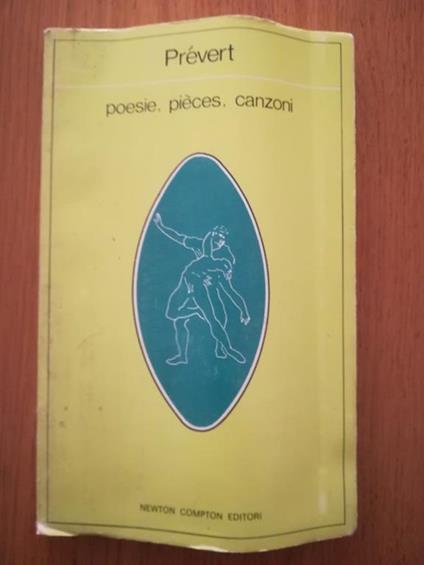 Prévert
poesie, pièces, canzoni
NEWTON COMPTON EDITORI